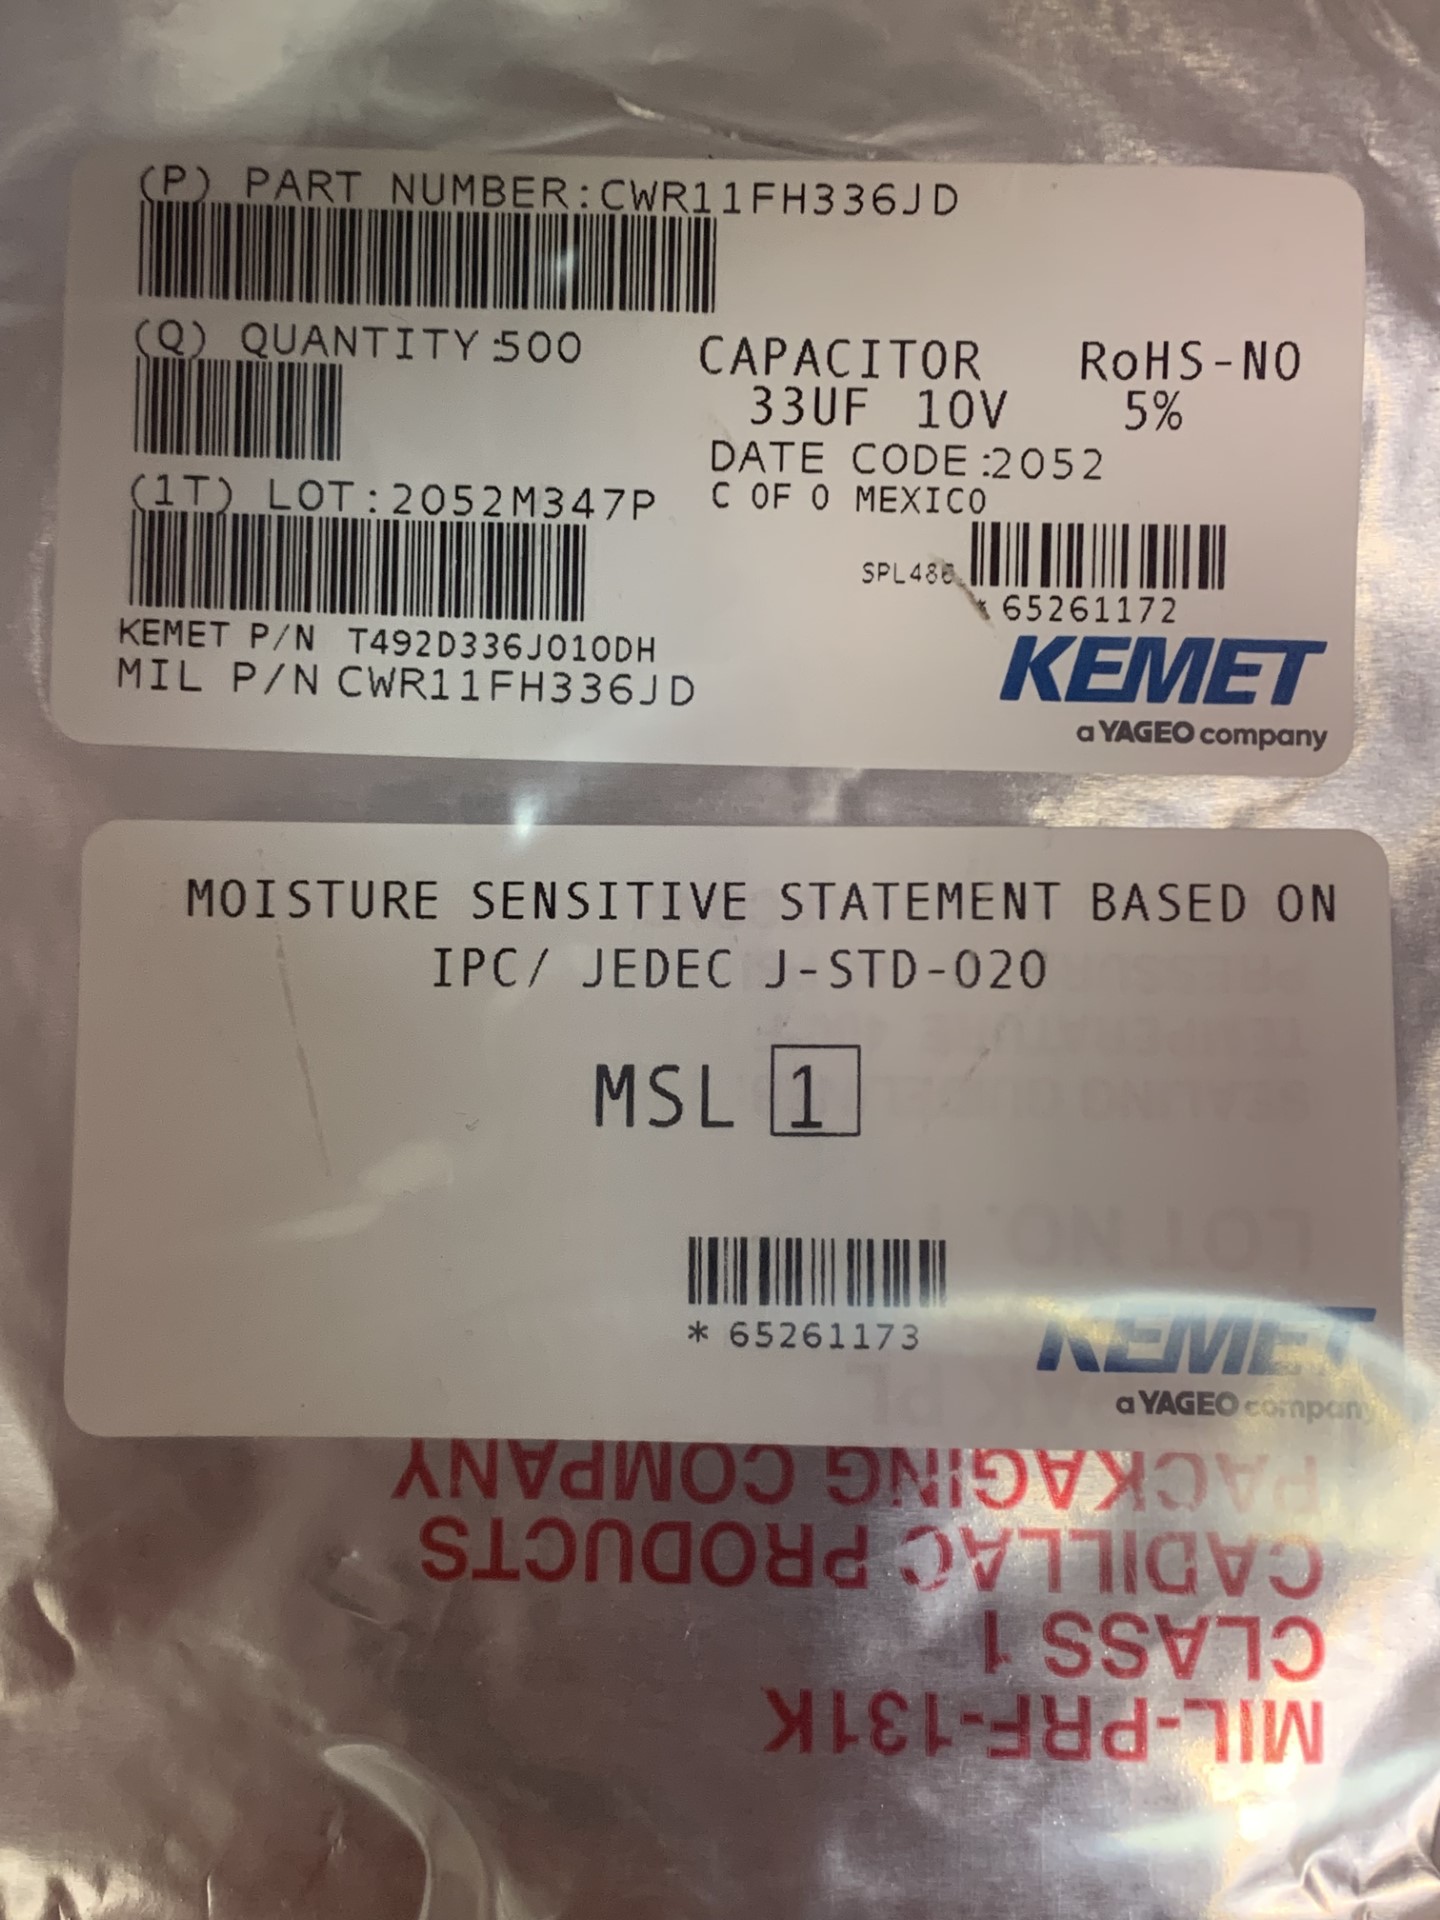 (P) PART NUMBER:CWR11FH336JD
(Q) QUANTITY:500
CAPACITOR RoHS-NO
33UF 10V 5%
DATE CODE:2052
(1T) LOT:2052M347P
C OF O MEXICO
* 65261172
KEMET P/N T492D336J010DH
MIL P/N CWR11FH336JD
KEMET
a YAGEO company
MOISTURE SENSITIVE STATEMENT BASED ON
IPC/ JEDEC J-STD-020
MSL 1
* 65261173
KEMET
a YAGEO company
MIL-PRF-131K
CLASS 1
CADILLAC PRODUCTS
PACKAGING COMPANY
LOT NO.